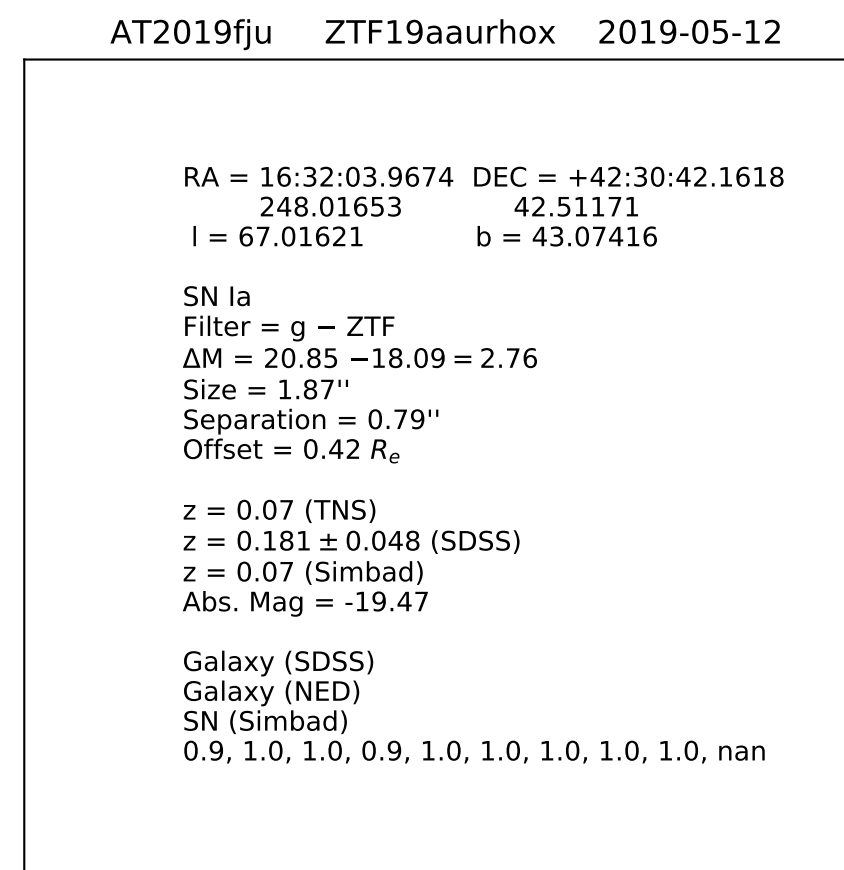 AT2019fju ZTF19aaurhox 2019-05-12
RA = 16:32:03.9674 DEC = +42:30:42.1618
248.01653 42.51171
l = 67.01621 b = 43.07416
SN Ia
Filter = g − ZTF
ΔM = 20.85 −18.09 = 2.76
Size = 1.87''
Separation = 0.79''
Offset = 0.42 Re
z = 0.07 (TNS)
z = 0.181 ± 0.048 (SDSS)
z = 0.07 (Simbad)
Abs. Mag = -19.47
Galaxy (SDSS)
Galaxy (NED)
SN (Simbad)
0.9, 1.0, 1.0, 0.9, 1.0, 1.0, 1.0, 1.0, 1.0, nan